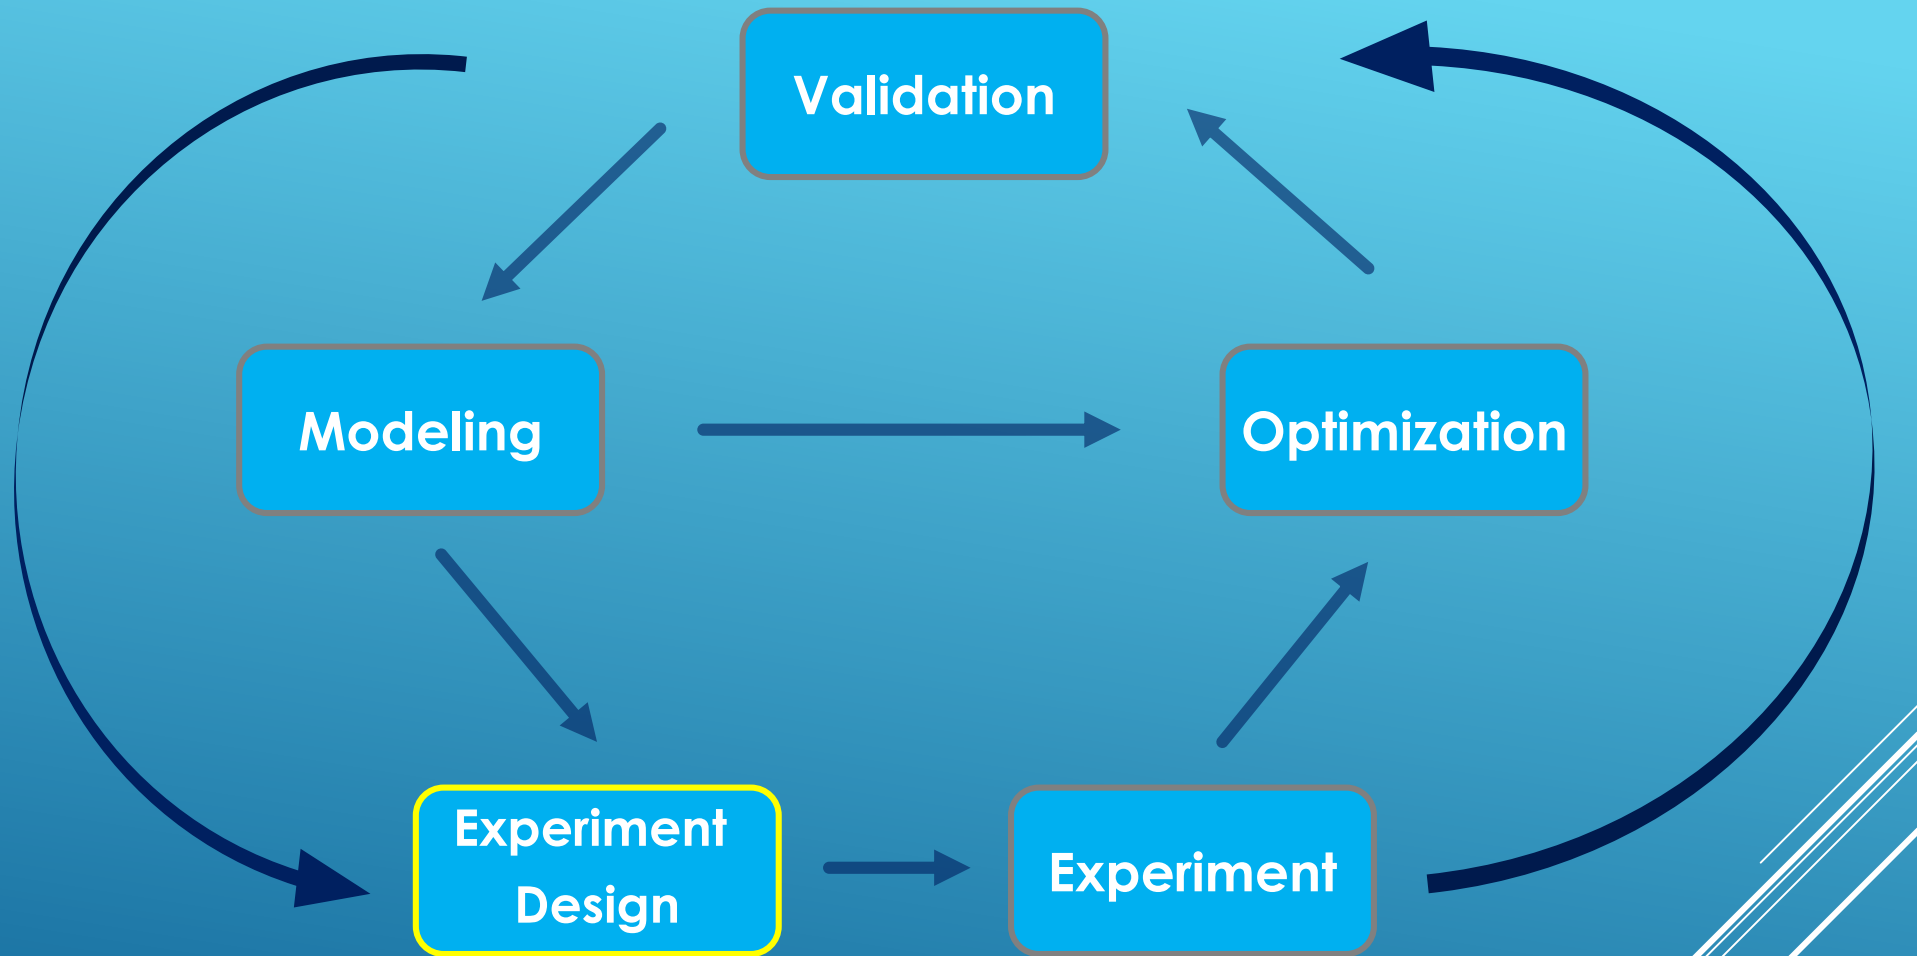 Validation
Modeling
Optimization
Experiment
Design
Experiment